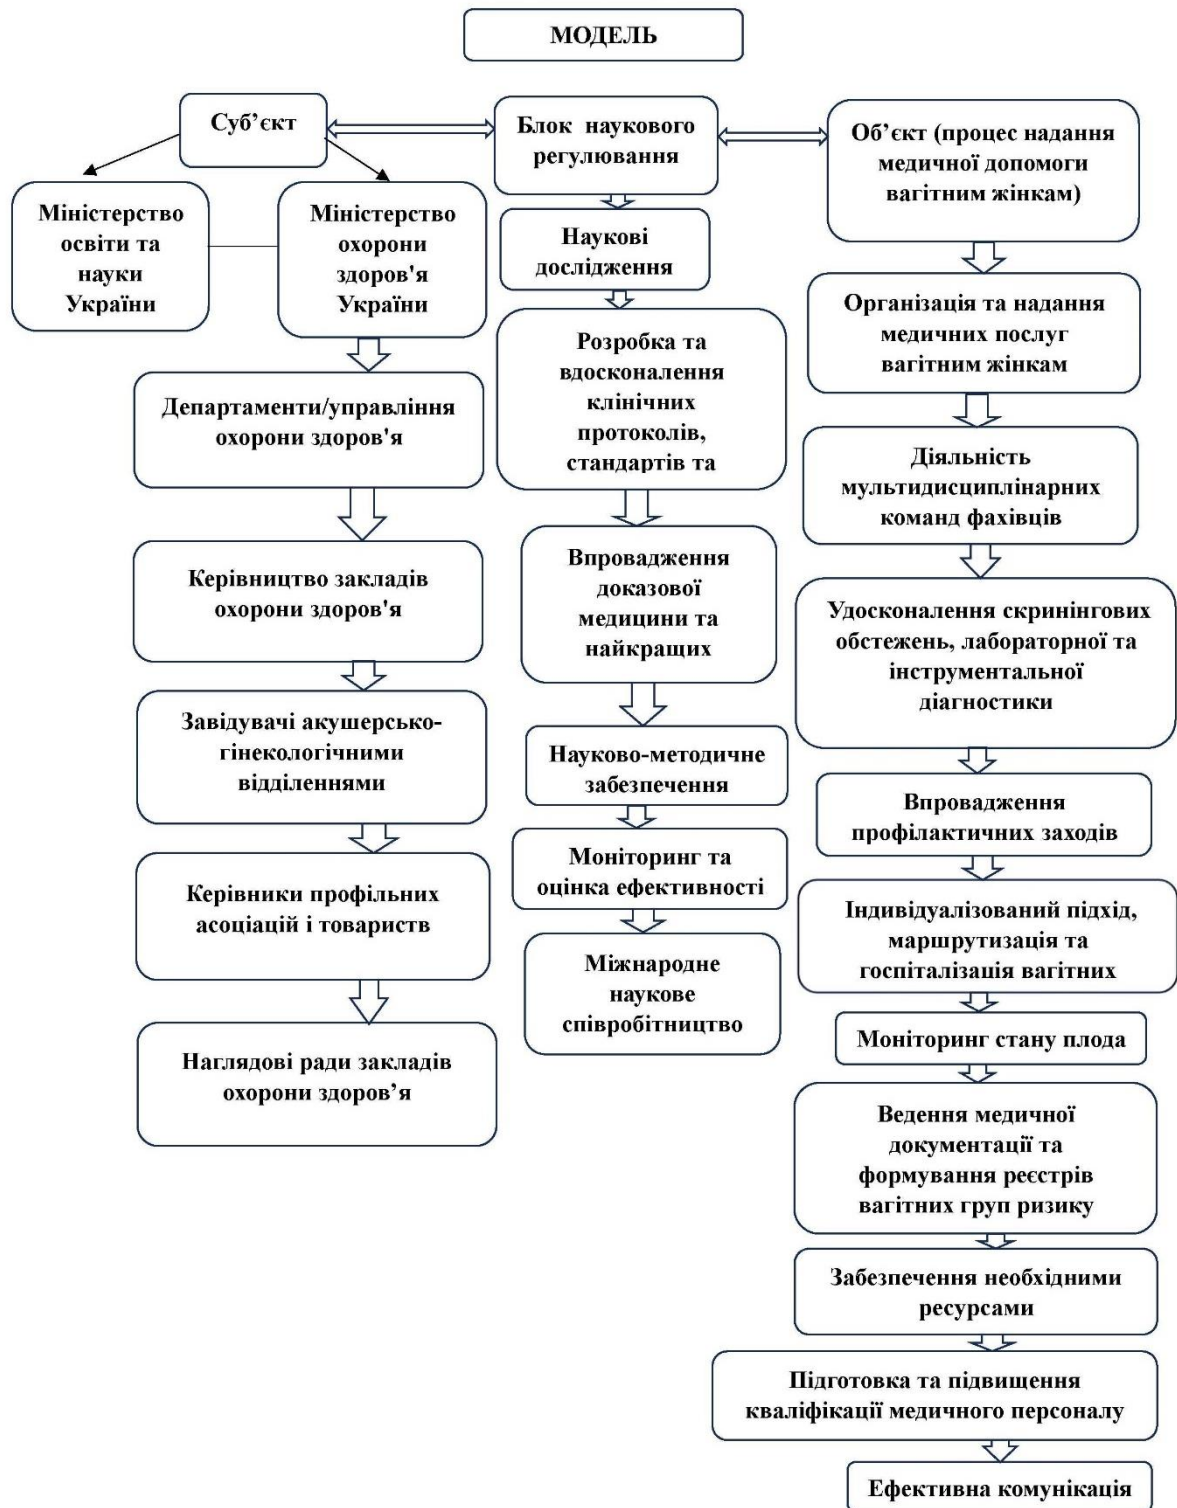 МОДЕЛЬ
Суб’єкт
Міністерство
освіти та
науки
України
Міністерство
охорони
здоров'я
України
Департаменти/управління
охорони здоров'я
Керівництво закладів
охорони здоров'я
Завідувачі акушерсько-
гінекологічними
відділеннями
Керівники профільних
асоціацій і товариств
Наглядові ради закладів
охорони здоров’я
Блок наукового
регулювання
Наукові
дослідження
Розробка та
вдосконалення
клінічних
протоколів,
стандартів та
Впровадження
доказової
медицини та
найкращих
Науково-методичне
забезпечення
Моніторинг та
оцінка ефективності
Міжнародне
наукове
співробітництво
Об’єкт (процес надання
медичної допомоги
вагітним жінкам)
Організація та надання
медичних послуг
вагітним жінкам
Діяльність
мультидисциплінарних
команд фахівців
Удосконалення скринінгових
обстежень, лабораторної та
інструментальної
діагностики
Впровадження
профілактичних заходів
Індивідуалізований підхід,
маршрутизація та
госпіталізація вагітних
Моніторинг стану плода
Ведення медичної
документації та
формування реєстрів
вагітних груп ризику
Забезпечення необхідними
ресурсами
Підготовка та підвищення
кваліфікації медичного персоналу
Ефективна комунікація